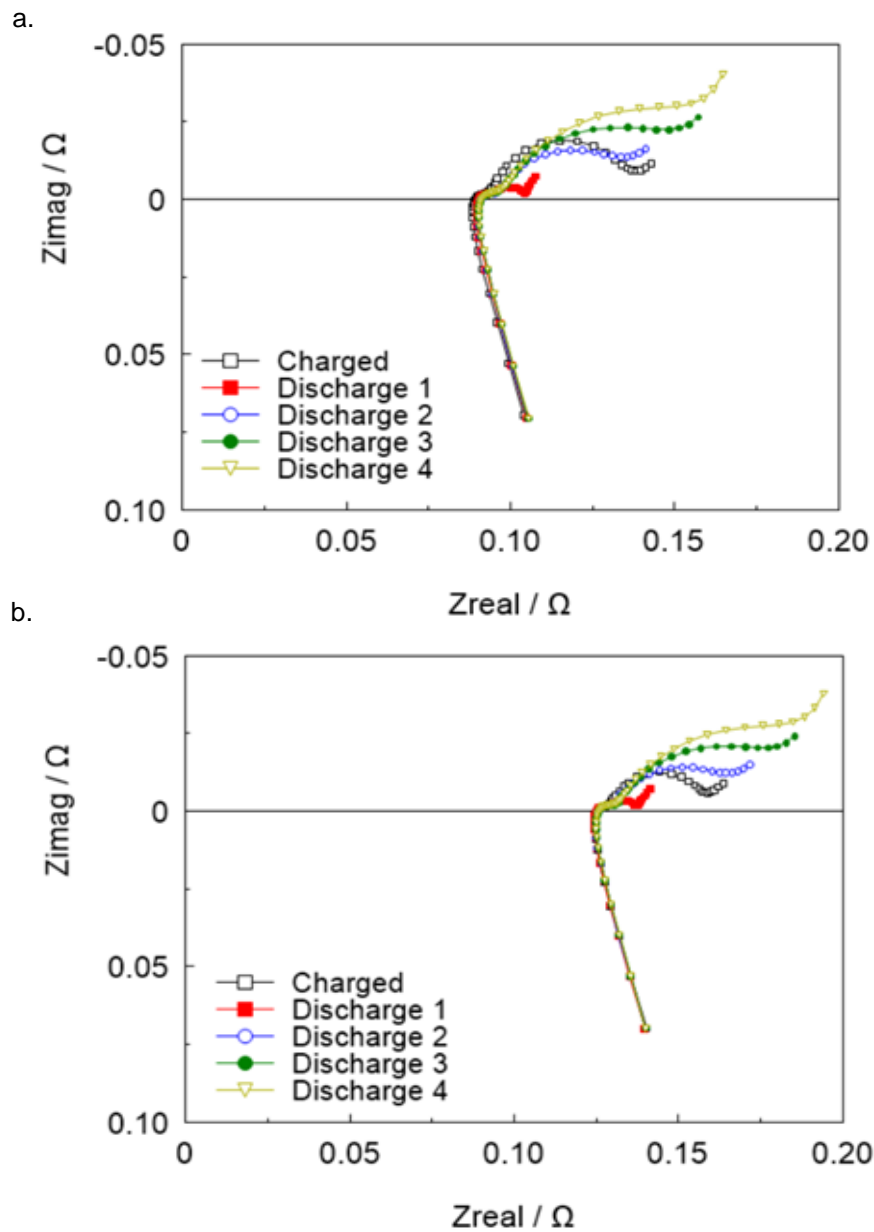 a.
-0.05
0
0.05
0.10
Zimag / Ω
Charged
Discharge 1
Discharge 2
Discharge 3
Discharge 4
0 0.05 0.10 0.15 0.20
Zreal / Ω
b.
-0.05
0
0.05
0.10
Zimag / Ω
Charged
Discharge 1
Discharge 2
Discharge 3
Discharge 4
0 0.05 0.10 0.15 0.20
Zreal / Ω